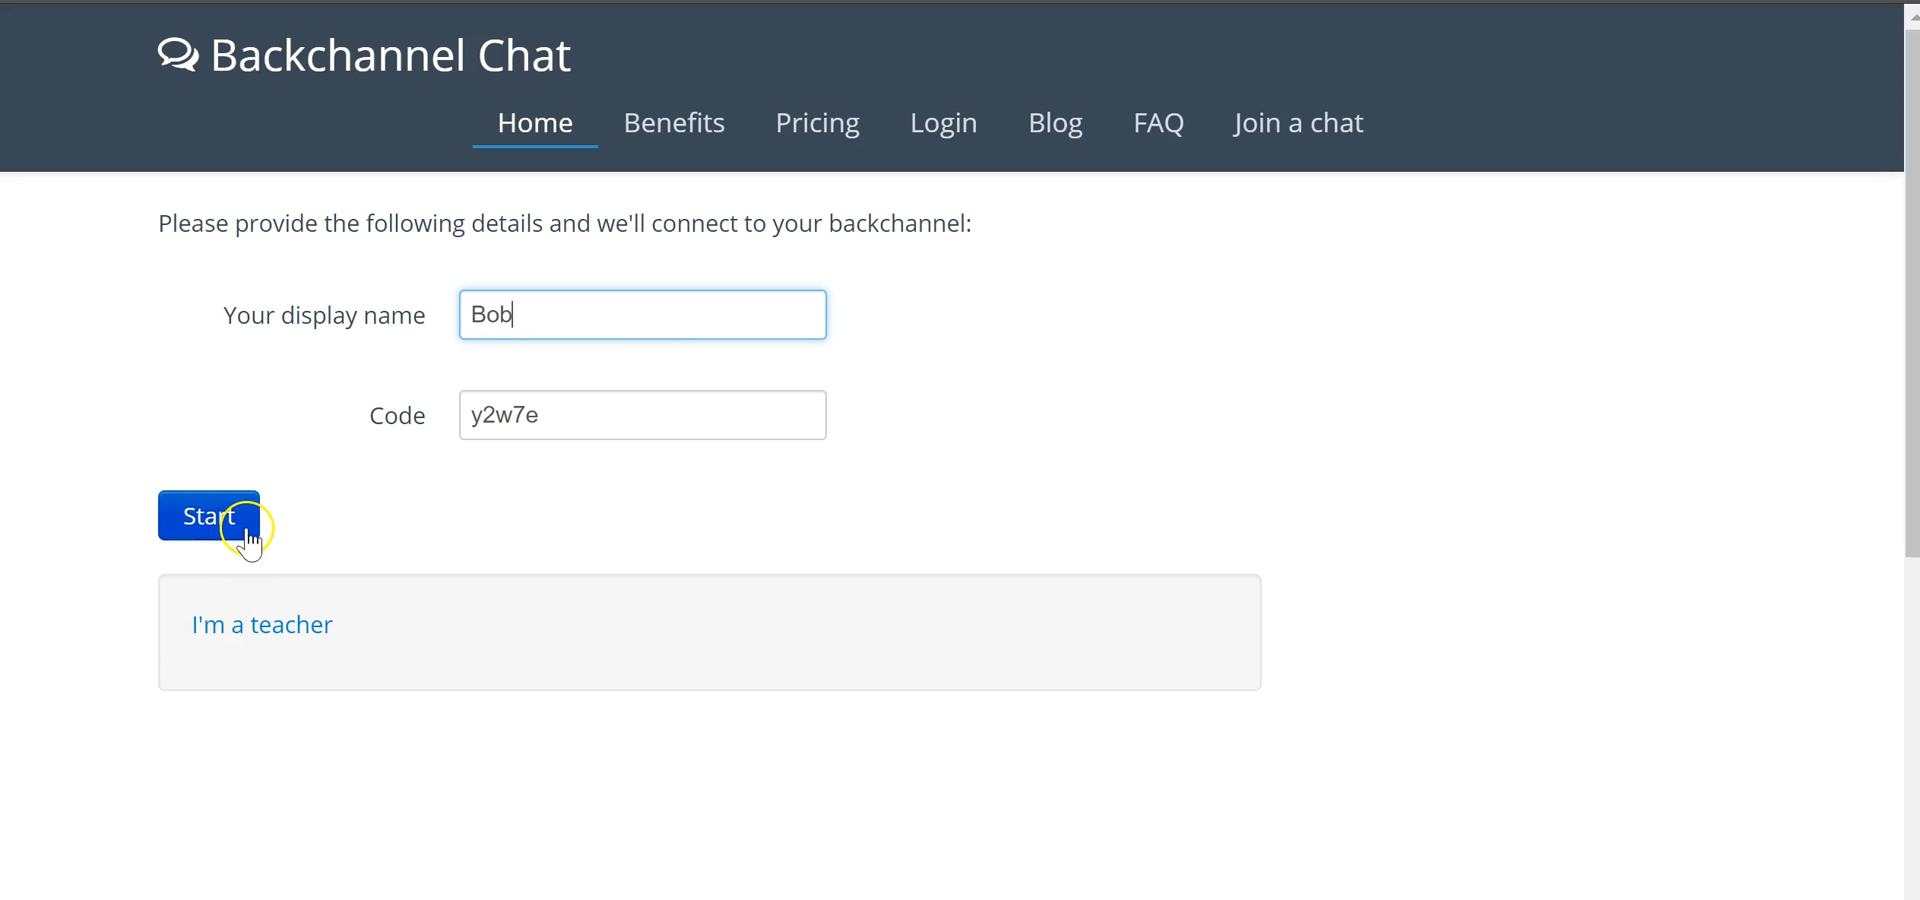 Backchannel Chat
Home Benefits Pricing Login Blog FAQ Join a chat
Please provide the following details and we'll connect to your backchannel:
Your display name Bob
Code y2w7e
Start
I'm a teacher